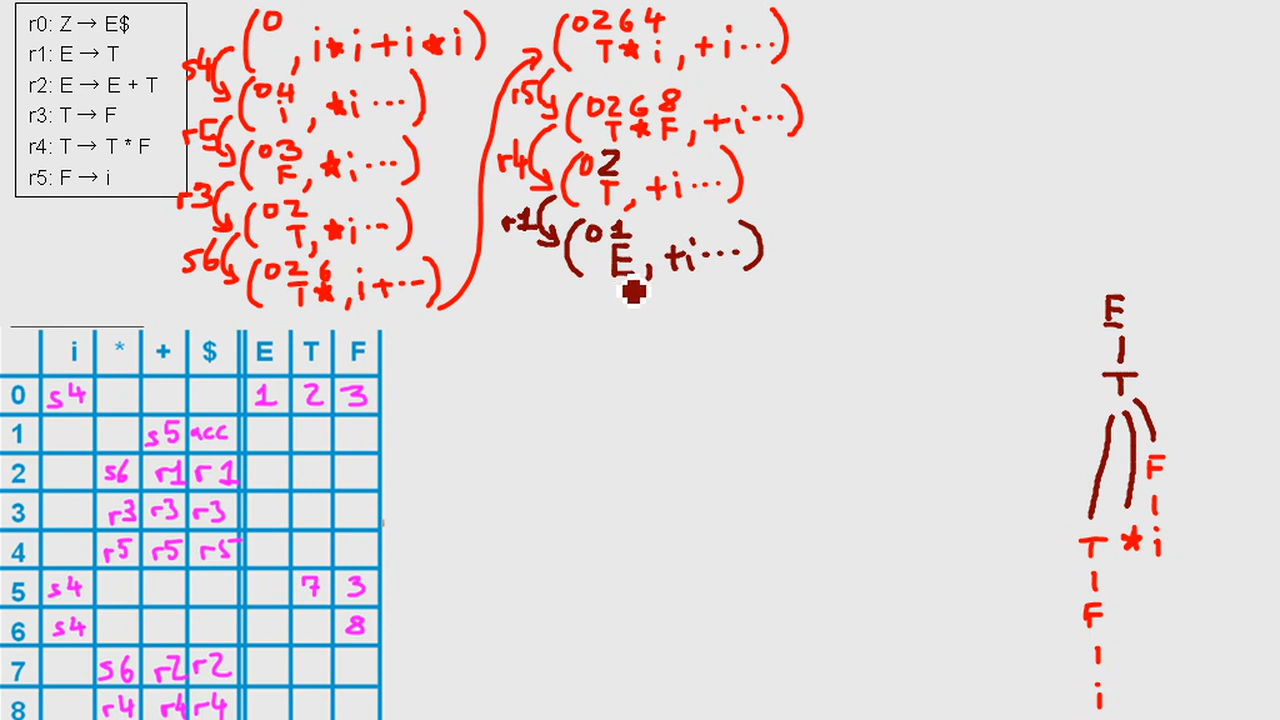 r0: Z → E$
r1: E → T
r2: E → E + T
r3: T → F
r4: T → T * F
r5: F → i
(0 , i*i+i*i)
s4
(04 i , *i ...)
r5
(03 F , *i ...)
r3
(02 T , *i ...)
s6
(026 T* , i+...)
(0264 T*i , +i...)
r5
(0268 T*F , +i...)
r4
(02 T , +i...)
r1
(01 E , +i...)
i * + $ E T F
0 s4 1 2 3
1 s5 acc
2 s6 r1 r1
3 r3 r3 r3
4 r5 r5 r5
5 s4 7 3
6 s4 8
7 s6 r2 r2
8 r4 r4 r4
E
T
F
T * i
F
i